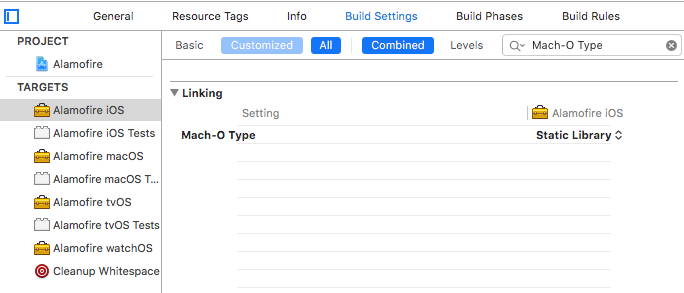 General Resource Tags Info Build Settings Build Phases Build Rules
PROJECT
Basic Customized All Combined Levels Mach-O Type
Alamofire
TARGETS
Linking
Alamofire iOS
Setting Alamofire iOS
Alamofire iOS Tests
Mach-O Type Static Library
Alamofire macOS
Alamofire macOS T...
Alamofire tvOS
Alamofire tvOS Tests
Alamofire watchOS
Cleanup Whitespace